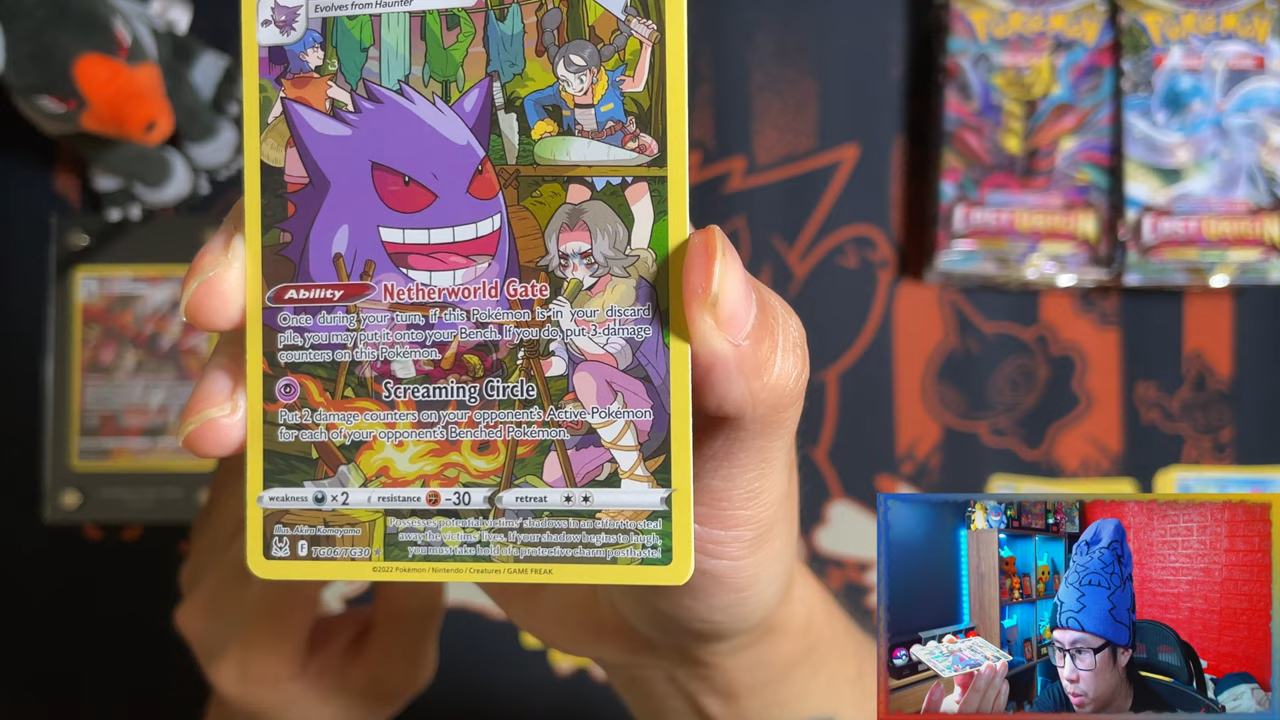 Evolves from Haunter
Pokémon
Pokémon
LOST ORIGIN
LOST ORIGIN
Ability Netherworld Gate
Once during your turn, if this Pokémon is in your discard
pile, you may put it onto your Bench. If you do, put 3 damage
counters on this Pokémon.
Screaming Circle
Put 2 damage counters on your opponent's Active Pokémon
for each of your opponent's Benched Pokémon.
weakness ×2 resistance -30 retreat
Illus. Akira Komayama
Possesses potential victims' shadows in an effort to steal
away the victims' lives. If your shadow begins to laugh,
you must take hold of a protective charm posthaste!
F TG06/TG30
©2022 Pokémon / Nintendo / Creatures / GAME FREAK